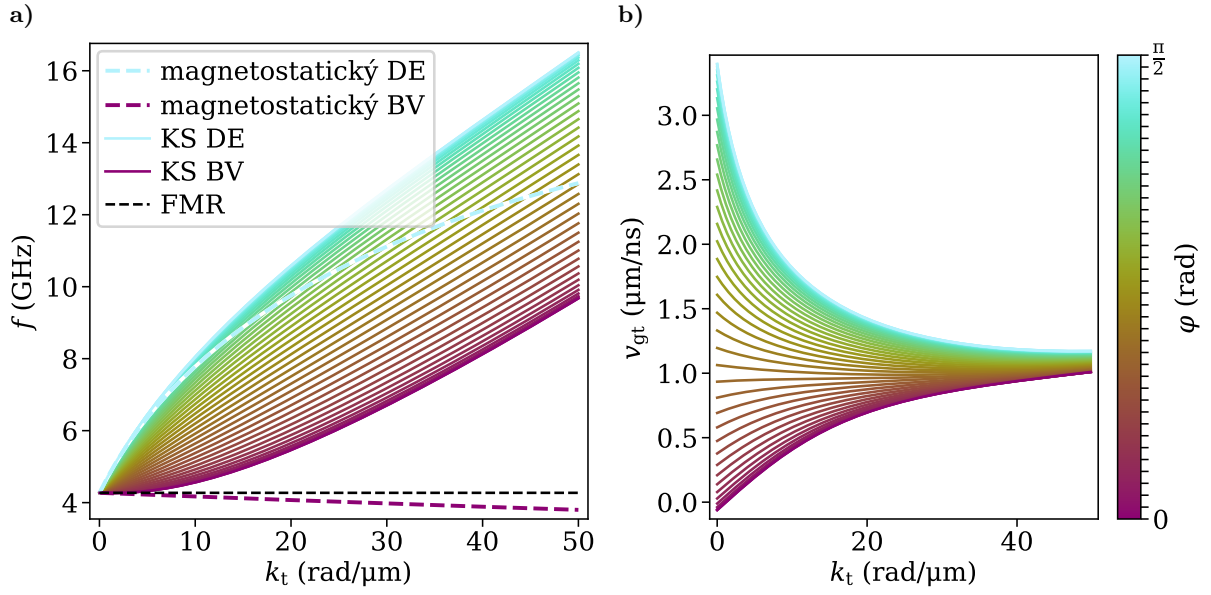 a)
16
14
12
10
8
6
4
f (GHz)
0 10 20 30 40 50
k_t (rad/μm)
magnetostatický DE
magnetostatický BV
KS DE
KS BV
FMR
b)
3.0
2.5
2.0
1.5
1.0
0.5
0.0
v_gt (μm/ns)
0 20 40
k_t (rad/μm)
π/2
0
φ (rad)